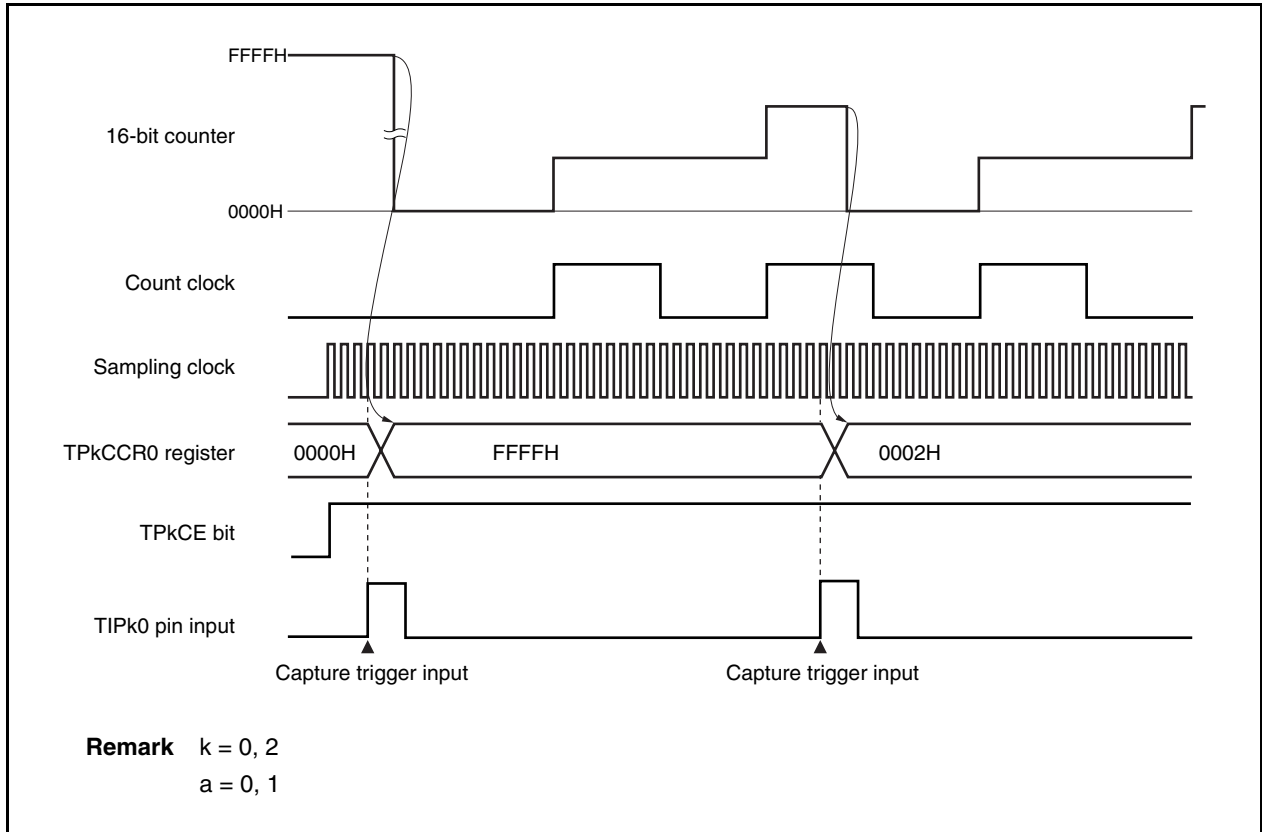 FFFFH
16-bit counter
0000H
Count clock
Sampling clock
TPkCCR0 register
0000H
FFFFH
0002H
TPkCE bit
TIPk0 pin input
Capture trigger input
Capture trigger input
Remark k = 0, 2
a = 0, 1